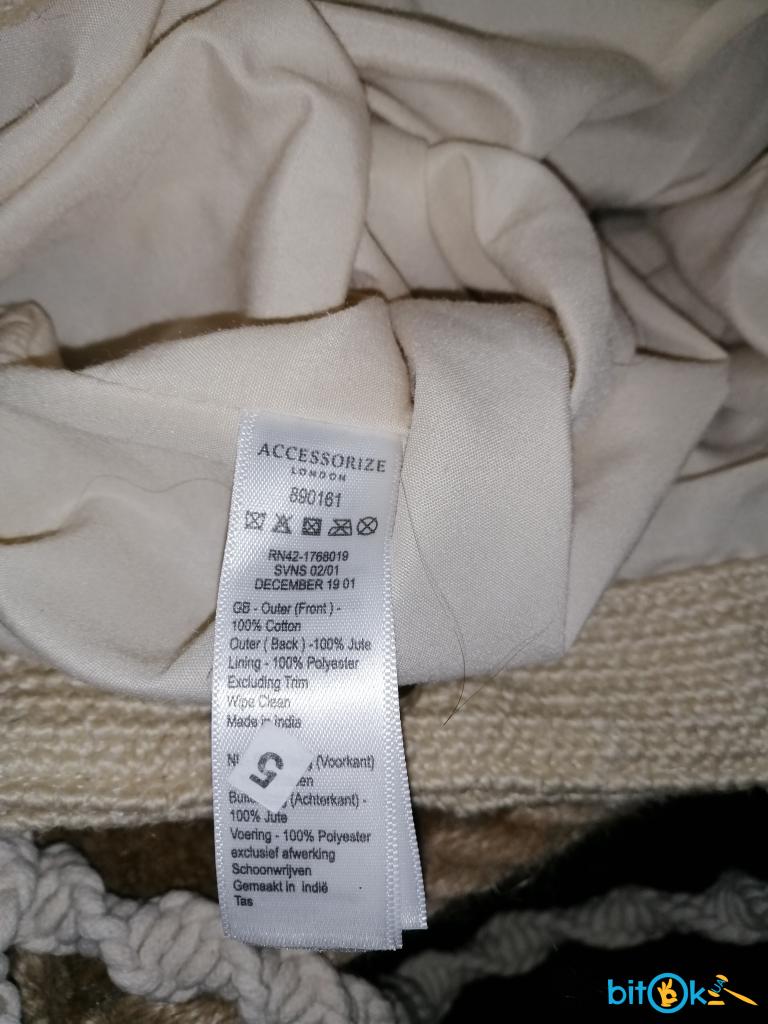 ACCESSORIZE
LONDON
890161
RN42-1768019
SVNS 02/01
DECEMBER 19 01
GB - Outer (Front ) -
100% Cotton
Outer ( Back ) -100% Jute
Lining - 100% Polyester
Excluding Trim
Wipe Clean
Made in India
5
(Voorkant)
(Achterkant) -
100% Jute
Voering - 100% Polyester
exclusief afwerking
Schoonwrijven
Gemaakt in indië
Tas
bitOk
UA